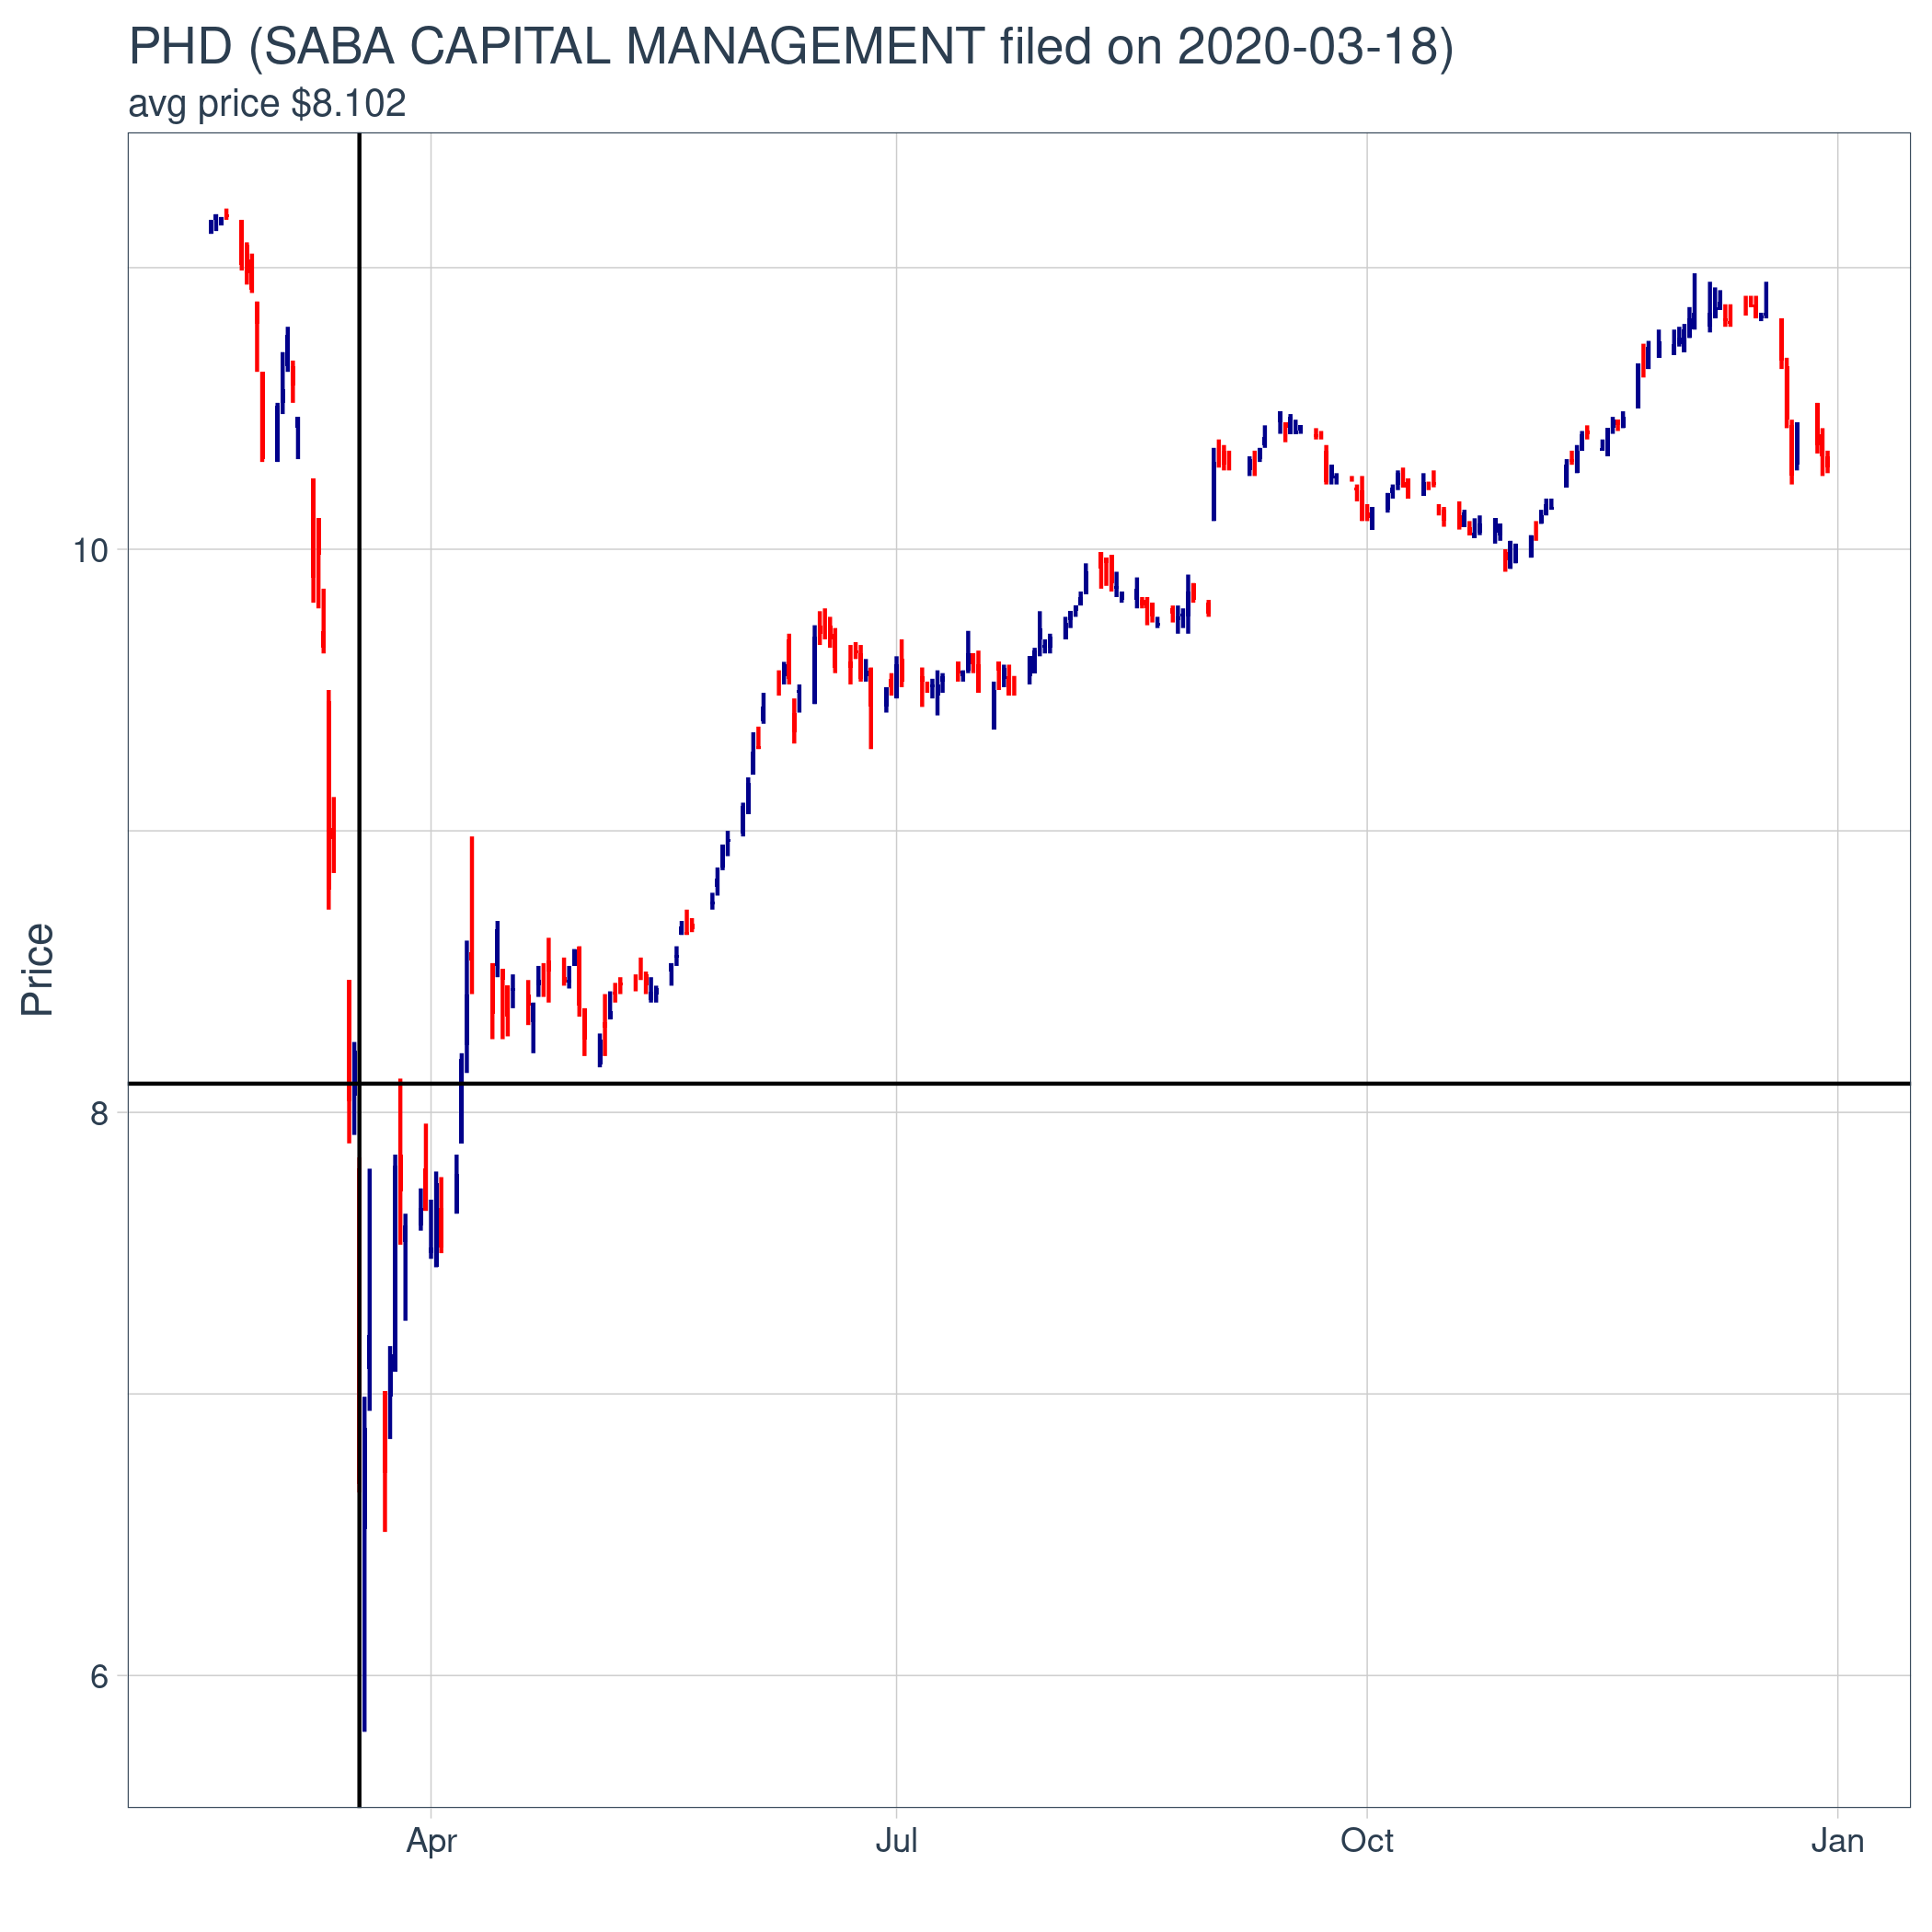 PHD (SABA CAPITAL MANAGEMENT filed on 2020-03-18)
avg price $8.102
Price
10
8
6
Apr
Jul
Oct
Jan